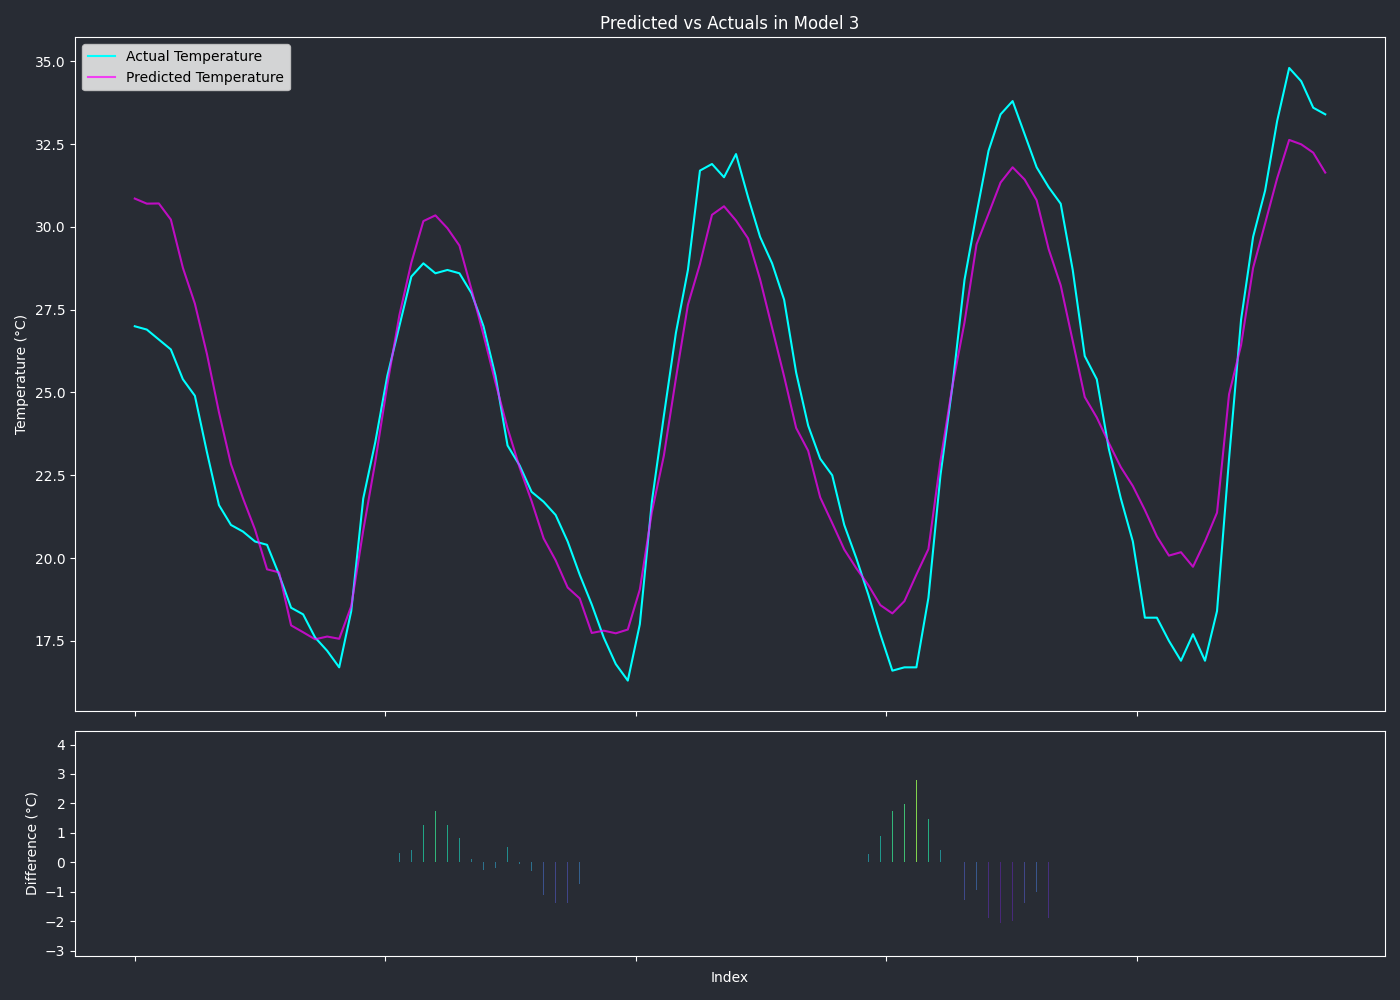 Predicted vs Actuals in Model 3
Actual Temperature
Predicted Temperature
Temperature (°C)
35.0
32.5
30.0
27.5
25.0
22.5
20.0
17.5
Difference (°C)
4
3
2
1
0
−1
−2
−3
Index